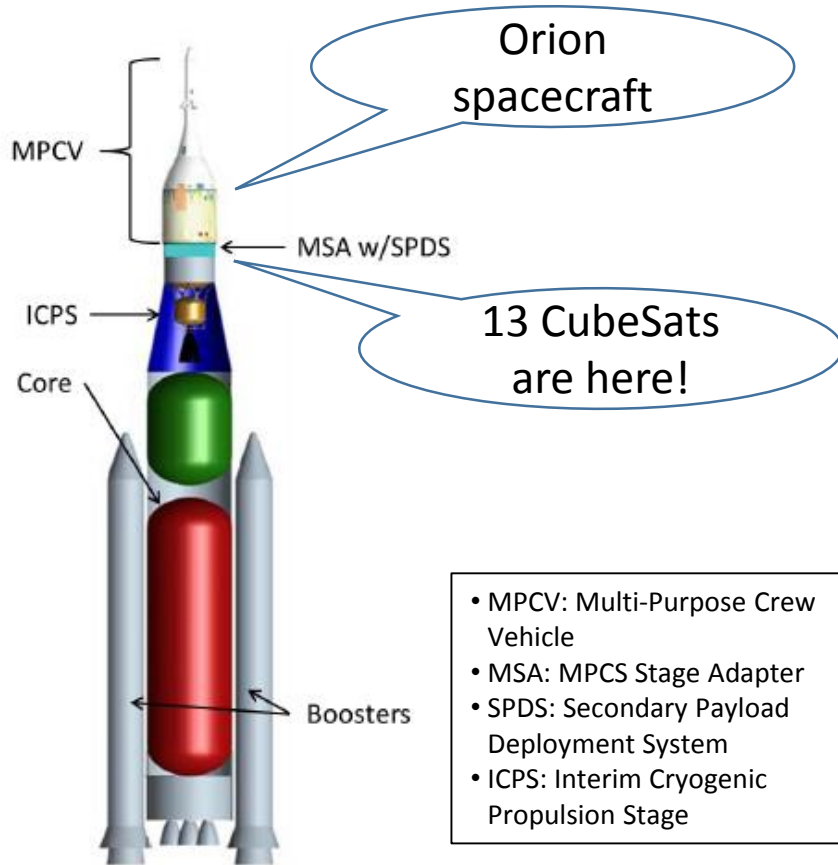 Orion
spacecraft
MPCV
MSA w/SPDS
ICPS
13 CubeSats
are here!
Core
Boosters
• MPCV: Multi-Purpose Crew
Vehicle
• MSA: MPCS Stage Adapter
• SPDS: Secondary Payload
Deployment System
• ICPS: Interim Cryogenic
Propulsion Stage